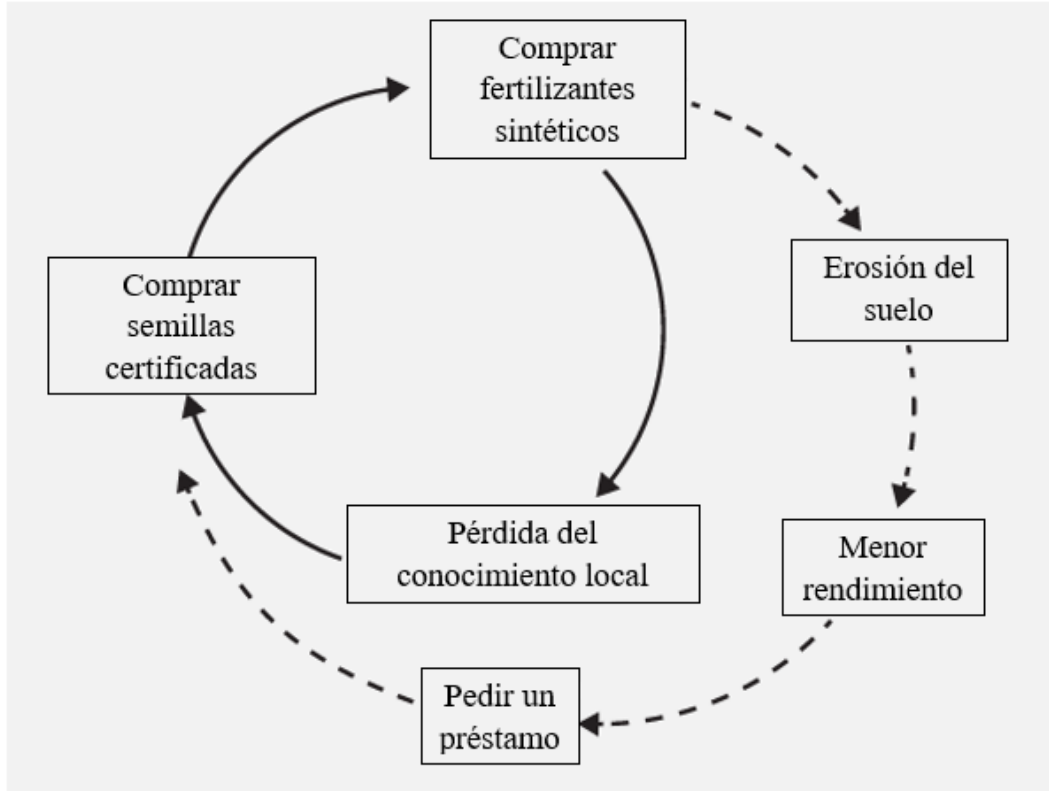 Comprar
fertilizantes
sintéticos
Erosión del
suelo
Comprar
semillas
certificadas
Pérdida del
conocimiento local
Menor
rendimiento
Pedir un
préstamo